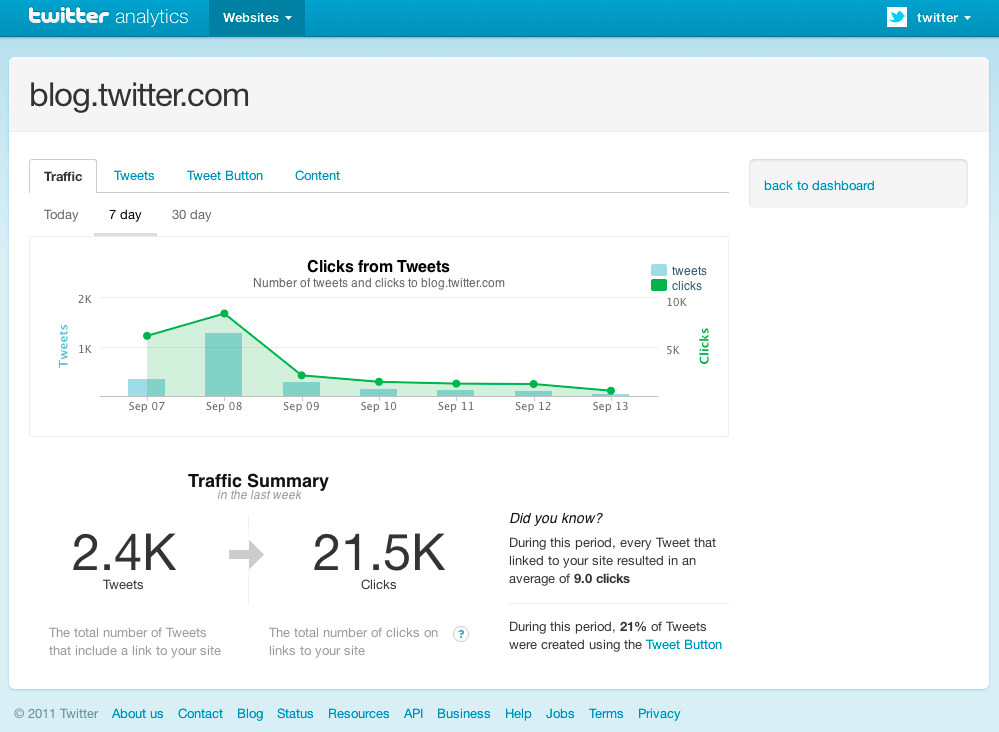 twitter analytics Websites twitter
blog.twitter.com
Traffic Tweets Tweet Button Content
back to dashboard
Today 7 day 30 day
Clicks from Tweets
Number of tweets and clicks to blog.twitter.com
tweets
clicks
2K
10K
1K
5K
Tweets
Clicks
Sep 07 Sep 08 Sep 09 Sep 10 Sep 11 Sep 12 Sep 13
Traffic Summary
in the last week
2.4K
Tweets
21.5K
Clicks
The total number of Tweets
that include a link to your site
The total number of clicks on
links to your site
?
Did you know?
During this period, every Tweet that
linked to your site resulted in an
average of 9.0 clicks
During this period, 21% of Tweets
were created using the Tweet Button
© 2011 Twitter About us Contact Blog Status Resources API Business Help Jobs Terms Privacy